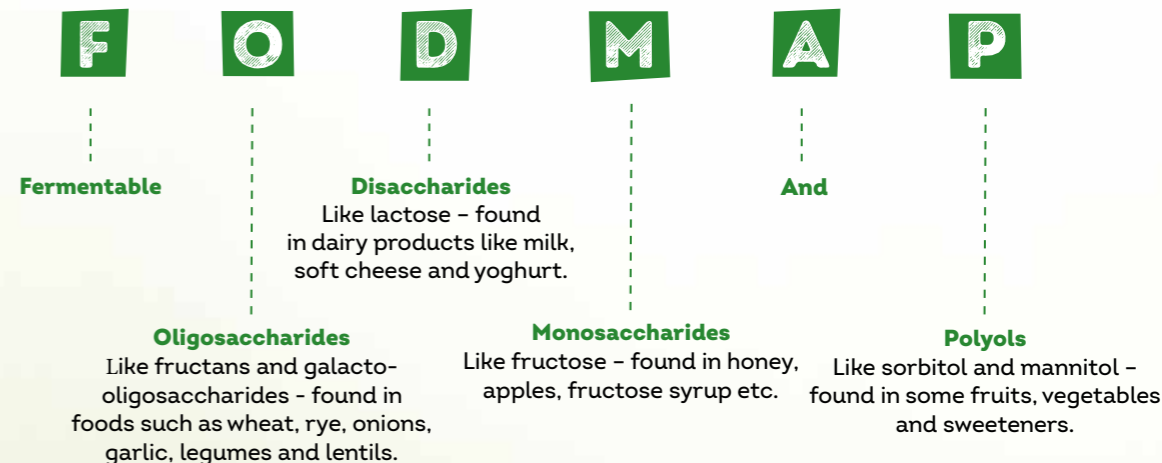 F O D M A P
Fermentable
Disaccharides
Like lactose – found
in dairy products like milk,
soft cheese and yoghurt.
And
Oligosaccharides
Like fructans and galacto-
oligosaccharides - found in
foods such as wheat, rye, onions,
garlic, legumes and lentils.
Monosaccharides
Like fructose – found in honey,
apples, fructose syrup etc.
Polyols
Like sorbitol and mannitol –
found in some fruits, vegetables
and sweeteners.